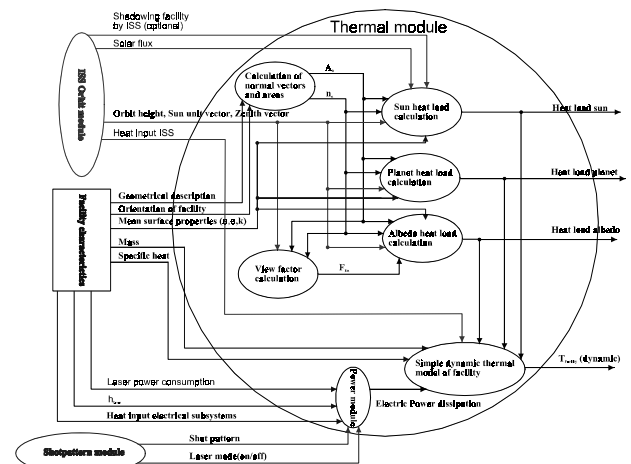 Shadowing facility
by ISS (optional)
Solar flux
Thermal module
ISS Orbit module
Calculation of
normal vectors
and areas
Sun heat load
calculation
Heat load sun
Orbit height, Sun unit vector, Zenith vector
Heat input ISS
Planet heat load
calculation
Heat load planet
Facility characteristics
Geometrical description
Orientation of facility
Mean surface properties
Albedo heat load
calculation
Heat load albedo
Mass
Specific heat
View factor
calculation
Simple dynamic thermal
model of facility
(dynamic)
Laser power consumption
Power module
Electric Power dissipation
Heat input electrical subsystems
Shotpattern module
Shut pattern
Laser mode(on/off)